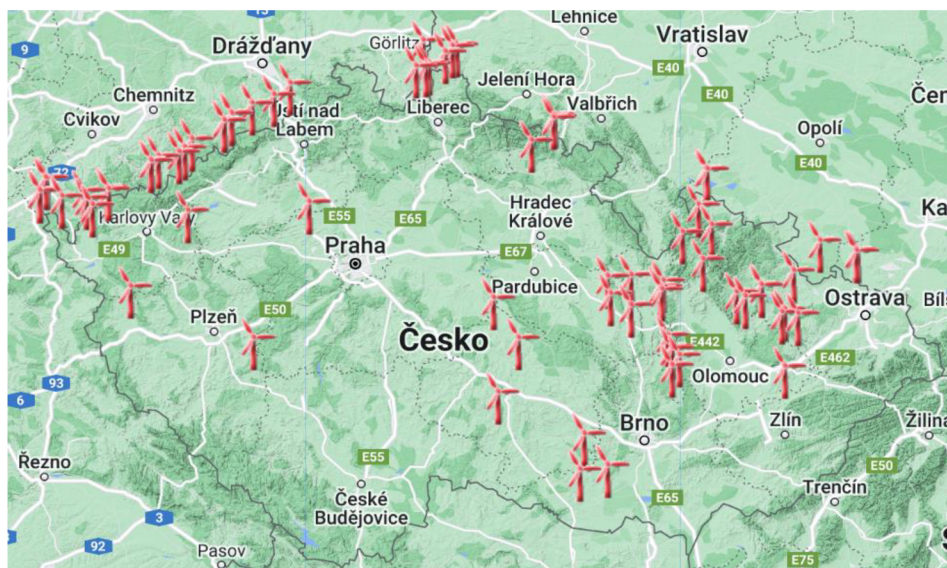 13
9
Drážďany
Görlitz
Lehnice
Vratislav
E40
E40
Chemnitz
Cvikov
Ústí nad
Labem
Liberec
Jelení Hora
Valbřich
Opolí
E40
72
Karlovy Vary
E49
E55
E65
Hradec
Králové
Praha
E67
Pardubice
Plzeň
E50
Česko
E442
Ostrava
Olomouc
E462
93
6
Brno
Zlín
Žilina
Řezno
E55
České
Budějovice
E65
E50
Trenčín
3
92
Pasov
E75